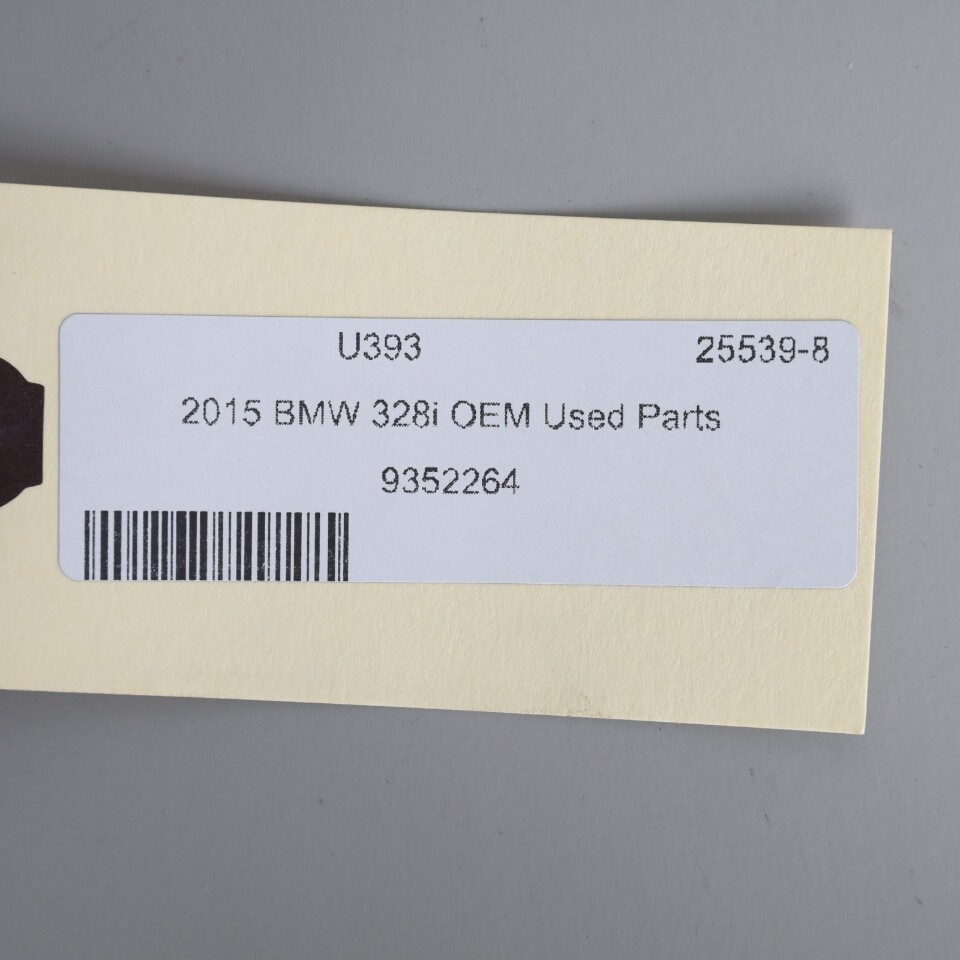 U393 25539-8
2015 BMW 328i OEM Used Parts
9352264